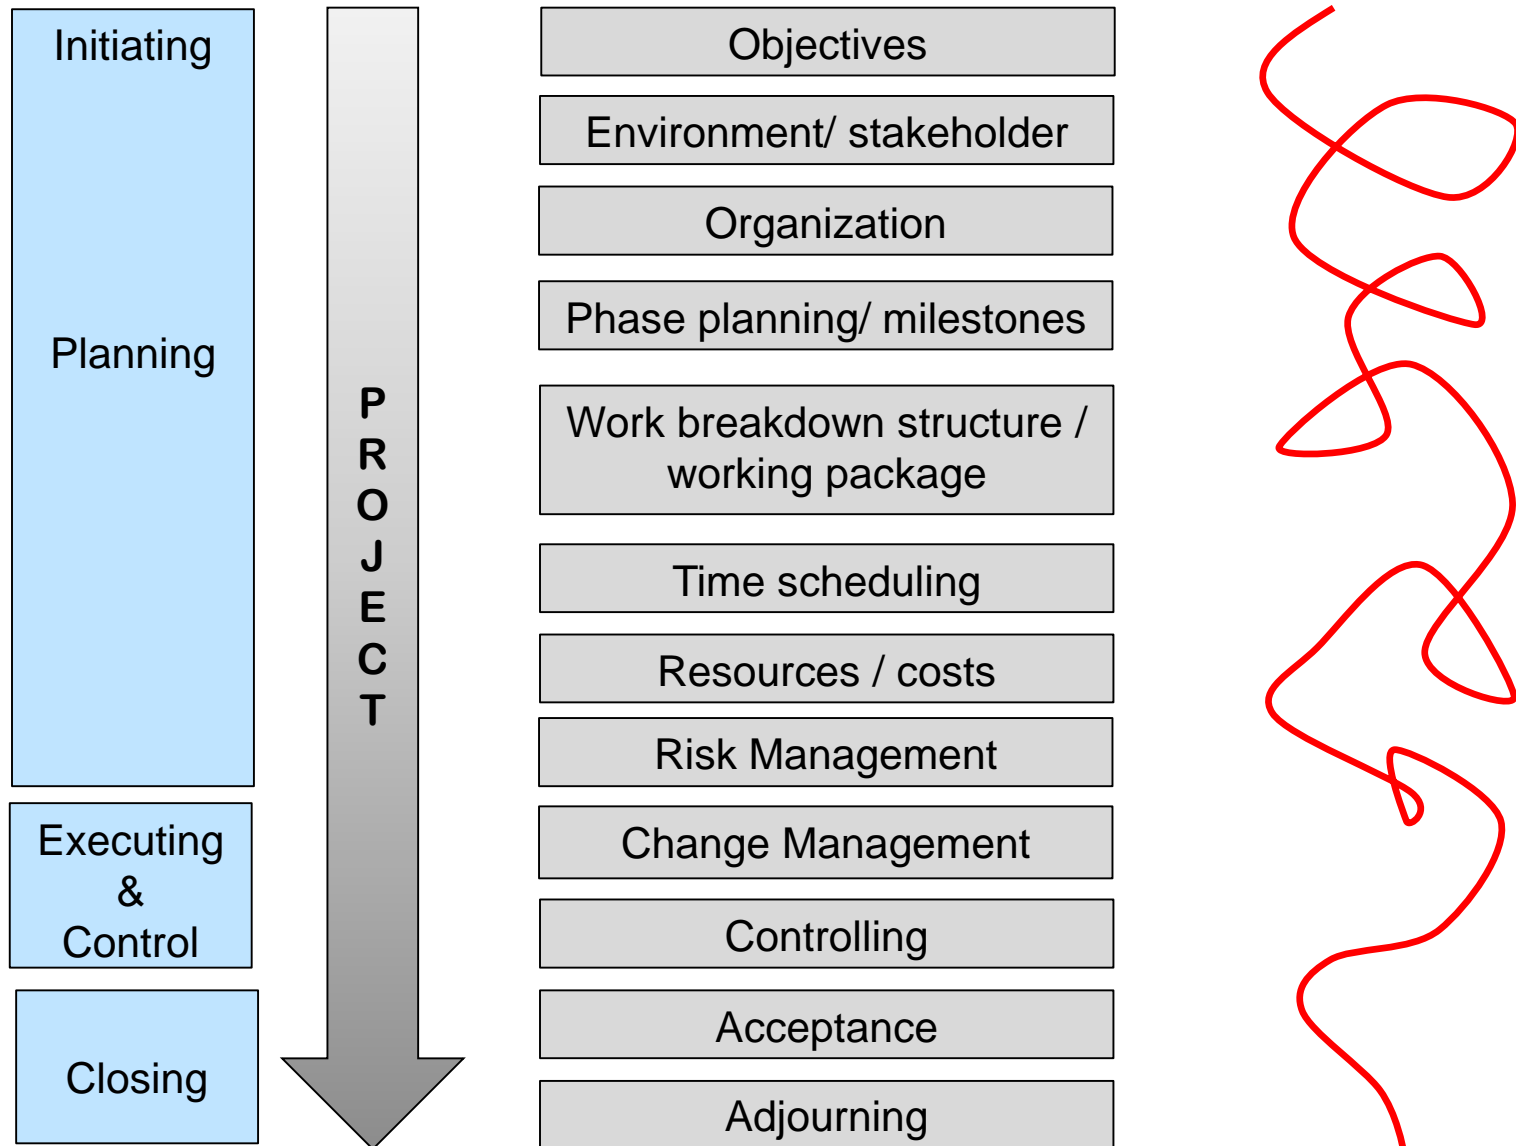 Initiating
Planning
Executing
&
Control
Closing
P
R
O
J
E
C
T
Objectives
Environment/ stakeholder
Organization
Phase planning/ milestones
Work breakdown structure /
working package
Time scheduling
Resources / costs
Risk Management
Change Management
Controlling
Acceptance
Adjourning